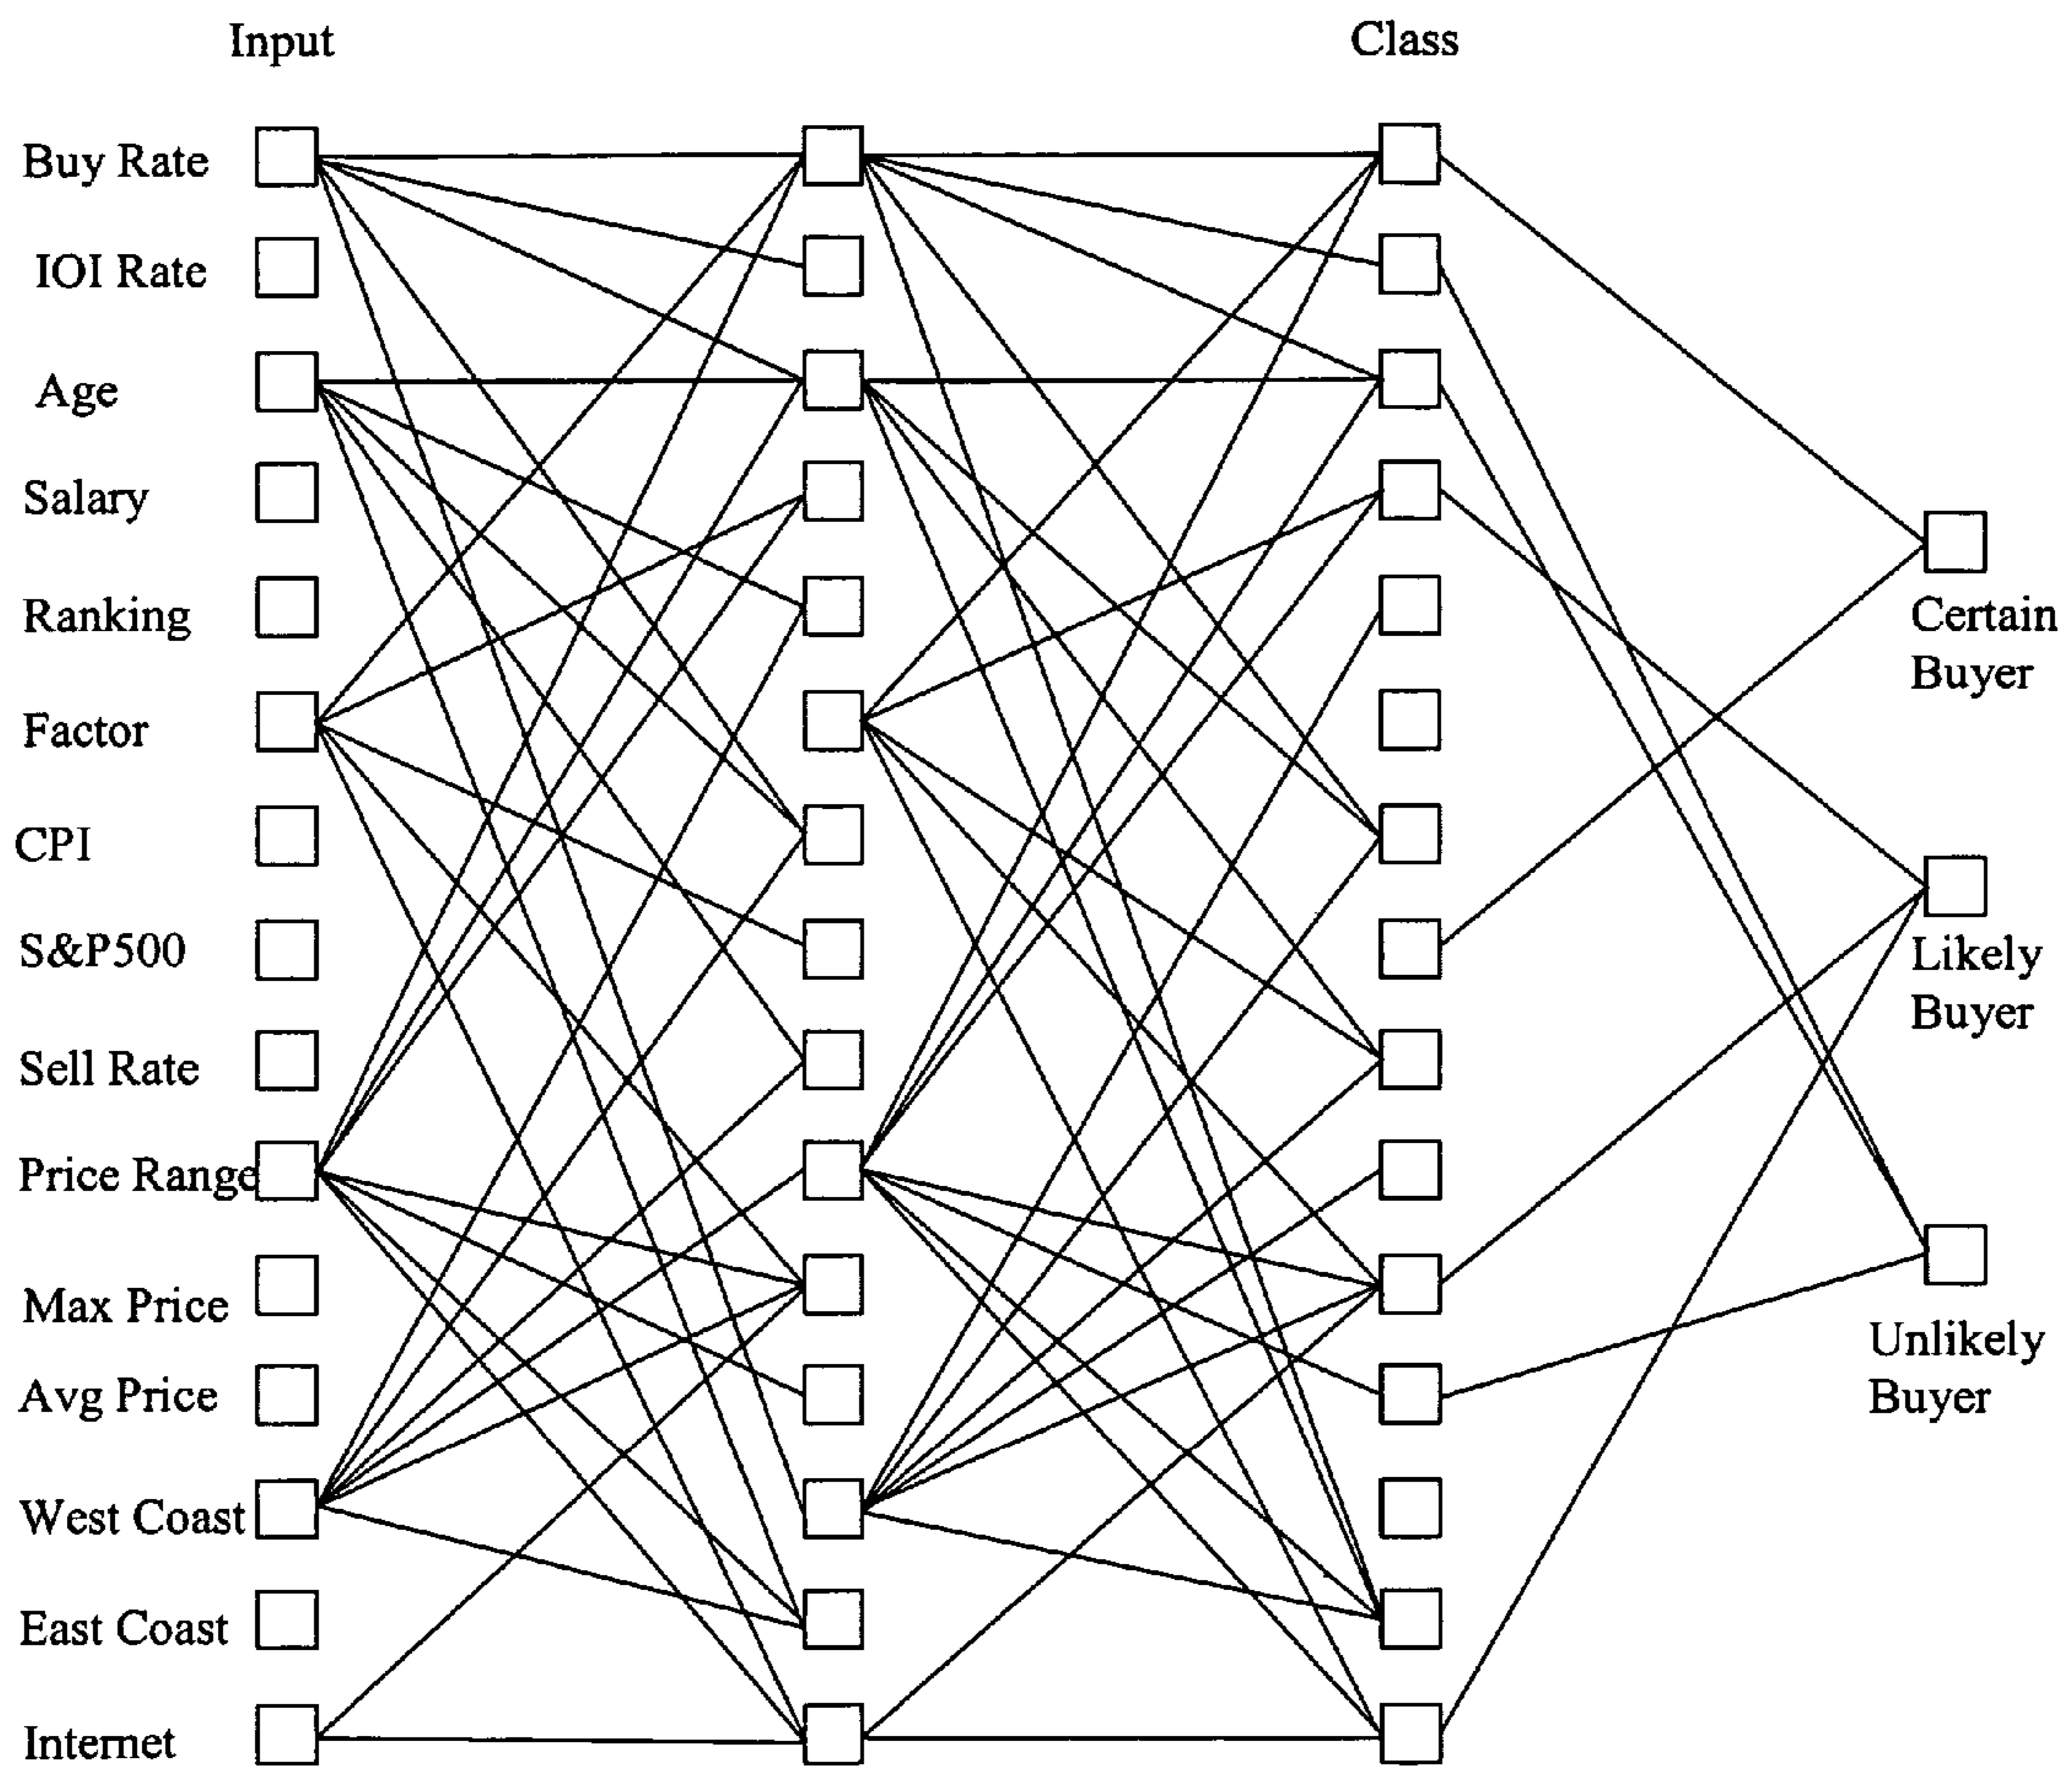 Input
Class
Buy Rate
IOI Rate
Age
Salary
Ranking
Factor
CPI
S&P500
Sell Rate
Price Range
Max Price
Avg Price
West Coast
East Coast
Internet
Certain
Buyer
Likely
Buyer
Unlikely
Buyer